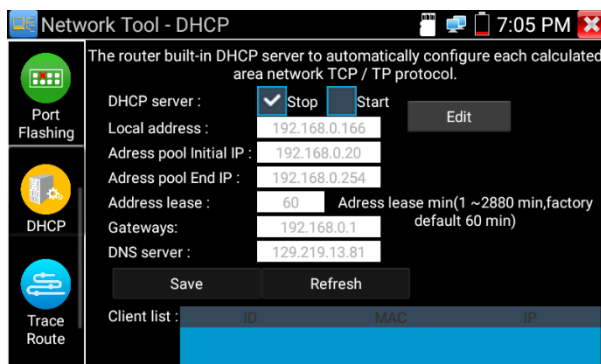 Network Tool - DHCP
7:05 PM
The router built-in DHCP server to automatically configure each calculated
area network TCP / TP protocol.
Port
Flashing
DHCP
Trace
Route
DHCP server :
Stop
Start
Edit
Local address :
192.168.0.166
Adress pool Initial IP :
192.168.0.20
Adress pool End IP :
192.168.0.254
Address lease :
60
Adress lease min(1 ~2880 min,factory
default 60 min)
Gateways:
192.168.0.1
DNS server :
129.219.13.81
Save
Refresh
Client list :
ID
MAC
IP